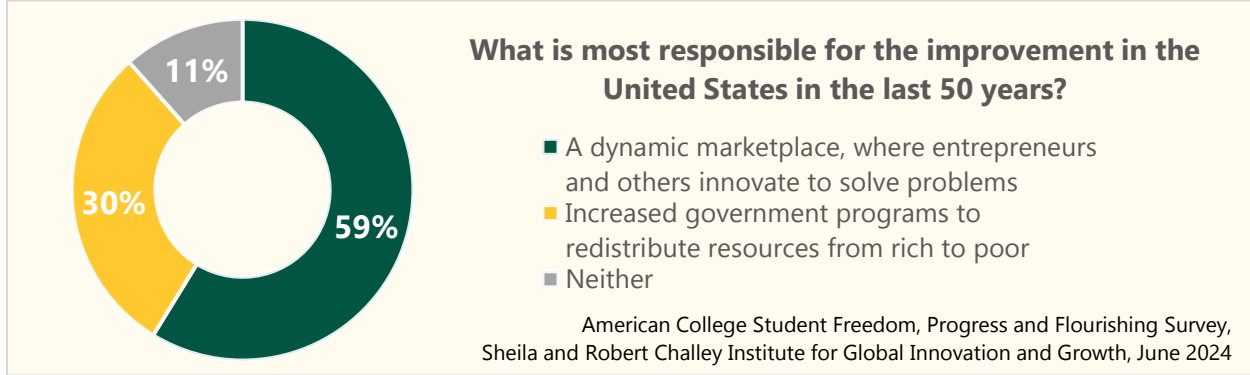 What is most responsible for the improvement in the
United States in the last 50 years?
11%
30%
59%
A dynamic marketplace, where entrepreneurs
and others innovate to solve problems
Increased government programs to
redistribute resources from rich to poor
Neither
American College Student Freedom, Progress and Flourishing Survey,
Sheila and Robert Challey Institute for Global Innovation and Growth, June 2024